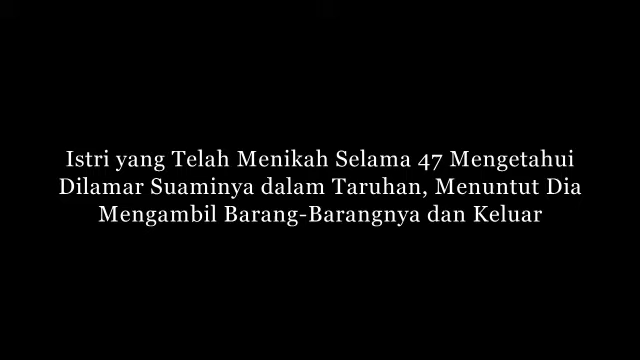 Istri yang Telah Menikah Selama 47 Mengetahui
Dilamar Suaminya dalam Taruhan, Menuntut Dia
Mengambil Barang-Barangnya dan Keluar